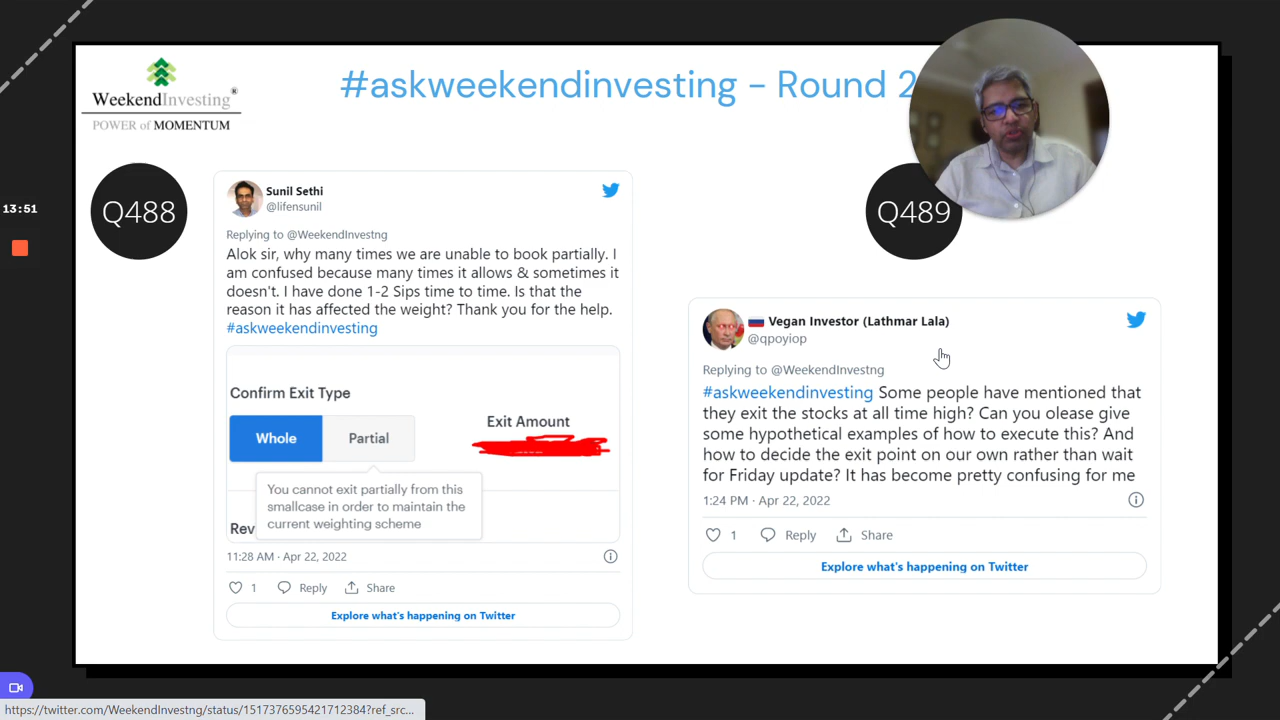 WeekendInvesting®
POWER of MOMENTUM
#askweekendinvesting – Round 2
13:51
Q488
Sunil Sethi
@lifensunil
Replying to @WeekendInvestng
Alok sir, why many times we are unable to book partially. I
am confused because many times it allows & sometimes it
doesn't. I have done 1-2 Sips time to time. Is that the
reason it has affected the weight? Thank you for the help.
#askweekendinvesting
Confirm Exit Type
Whole
Partial
Exit Amount
You cannot exit partially from this
smallcase in order to maintain the
current weighting scheme
Rev
11:28 AM · Apr 22, 2022
1
Reply
Share
Explore what's happening on Twitter
Q489
Vegan Investor (Lathmar Lala)
@qpoyiop
Replying to @WeekendInvestng
#askweekendinvesting Some people have mentioned that
they exit the stocks at all time high? Can you olease give
some hypothetical examples of how to execute this? And
how to decide the exit point on our own rather than wait
for Friday update? It has become pretty confusing for me
1:24 PM · Apr 22, 2022
1
Reply
Share
Explore what's happening on Twitter
https://twitter.com/WeekendInvestng/status/1517376595421712384?ref_src...